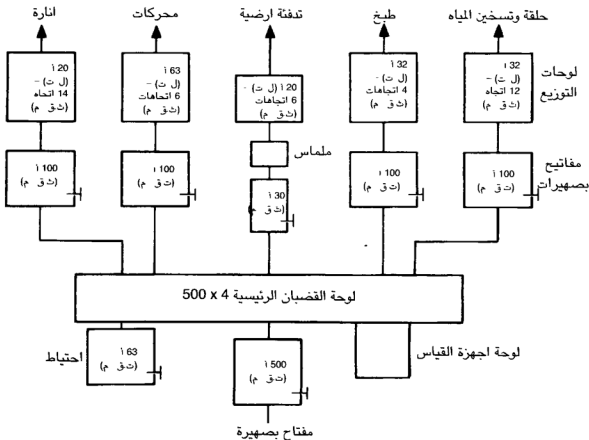 حلقة وتسخين المياه
طبخ
تدفئة ارضية
محركات
انارة
لوحات
التوزيع
32 أ
(ل ت) –
12 اتجاه
(ث ق م)
32 أ
(ل ت) -
4 اتجاهات
(ث ق م)
20 أ (ل ت) -
6 اتجاهات
(ث ق م)
63 أ
(ل ت) –
6 اتجاهات
(ث ق م)
20 أ
(ل ت) –
14 اتجاه
(ث ق م)
ملماس
مفاتيح
بصهيرات
100 أ
(ث ق م)
100 أ
(ث ق م)
30 أ
(ث ق م)
100 أ
(ث ق م)
100 أ
(ث ق م)
لوحة القضبان الرئيسية 4 x 500
لوحة اجهزة القياس
500 أ
(ث ق م)
63 أ
(ث ق م)
احتياط
مفتاح بصهيرة